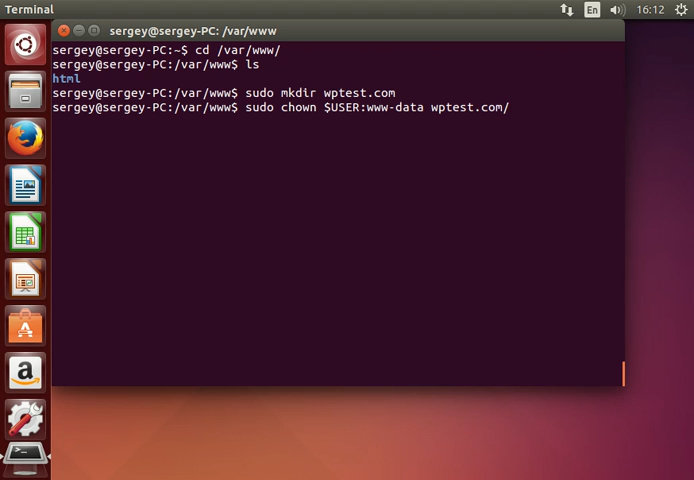 Terminal
En
16:12
sergey@sergey-PC: /var/www
sergey@sergey-PC:~$ cd /var/www/
sergey@sergey-PC:/var/www$ ls
html
sergey@sergey-PC:/var/www$ sudo mkdir wptest.com
sergey@sergey-PC:/var/www$ sudo chown $USER:www-data wptest.com/